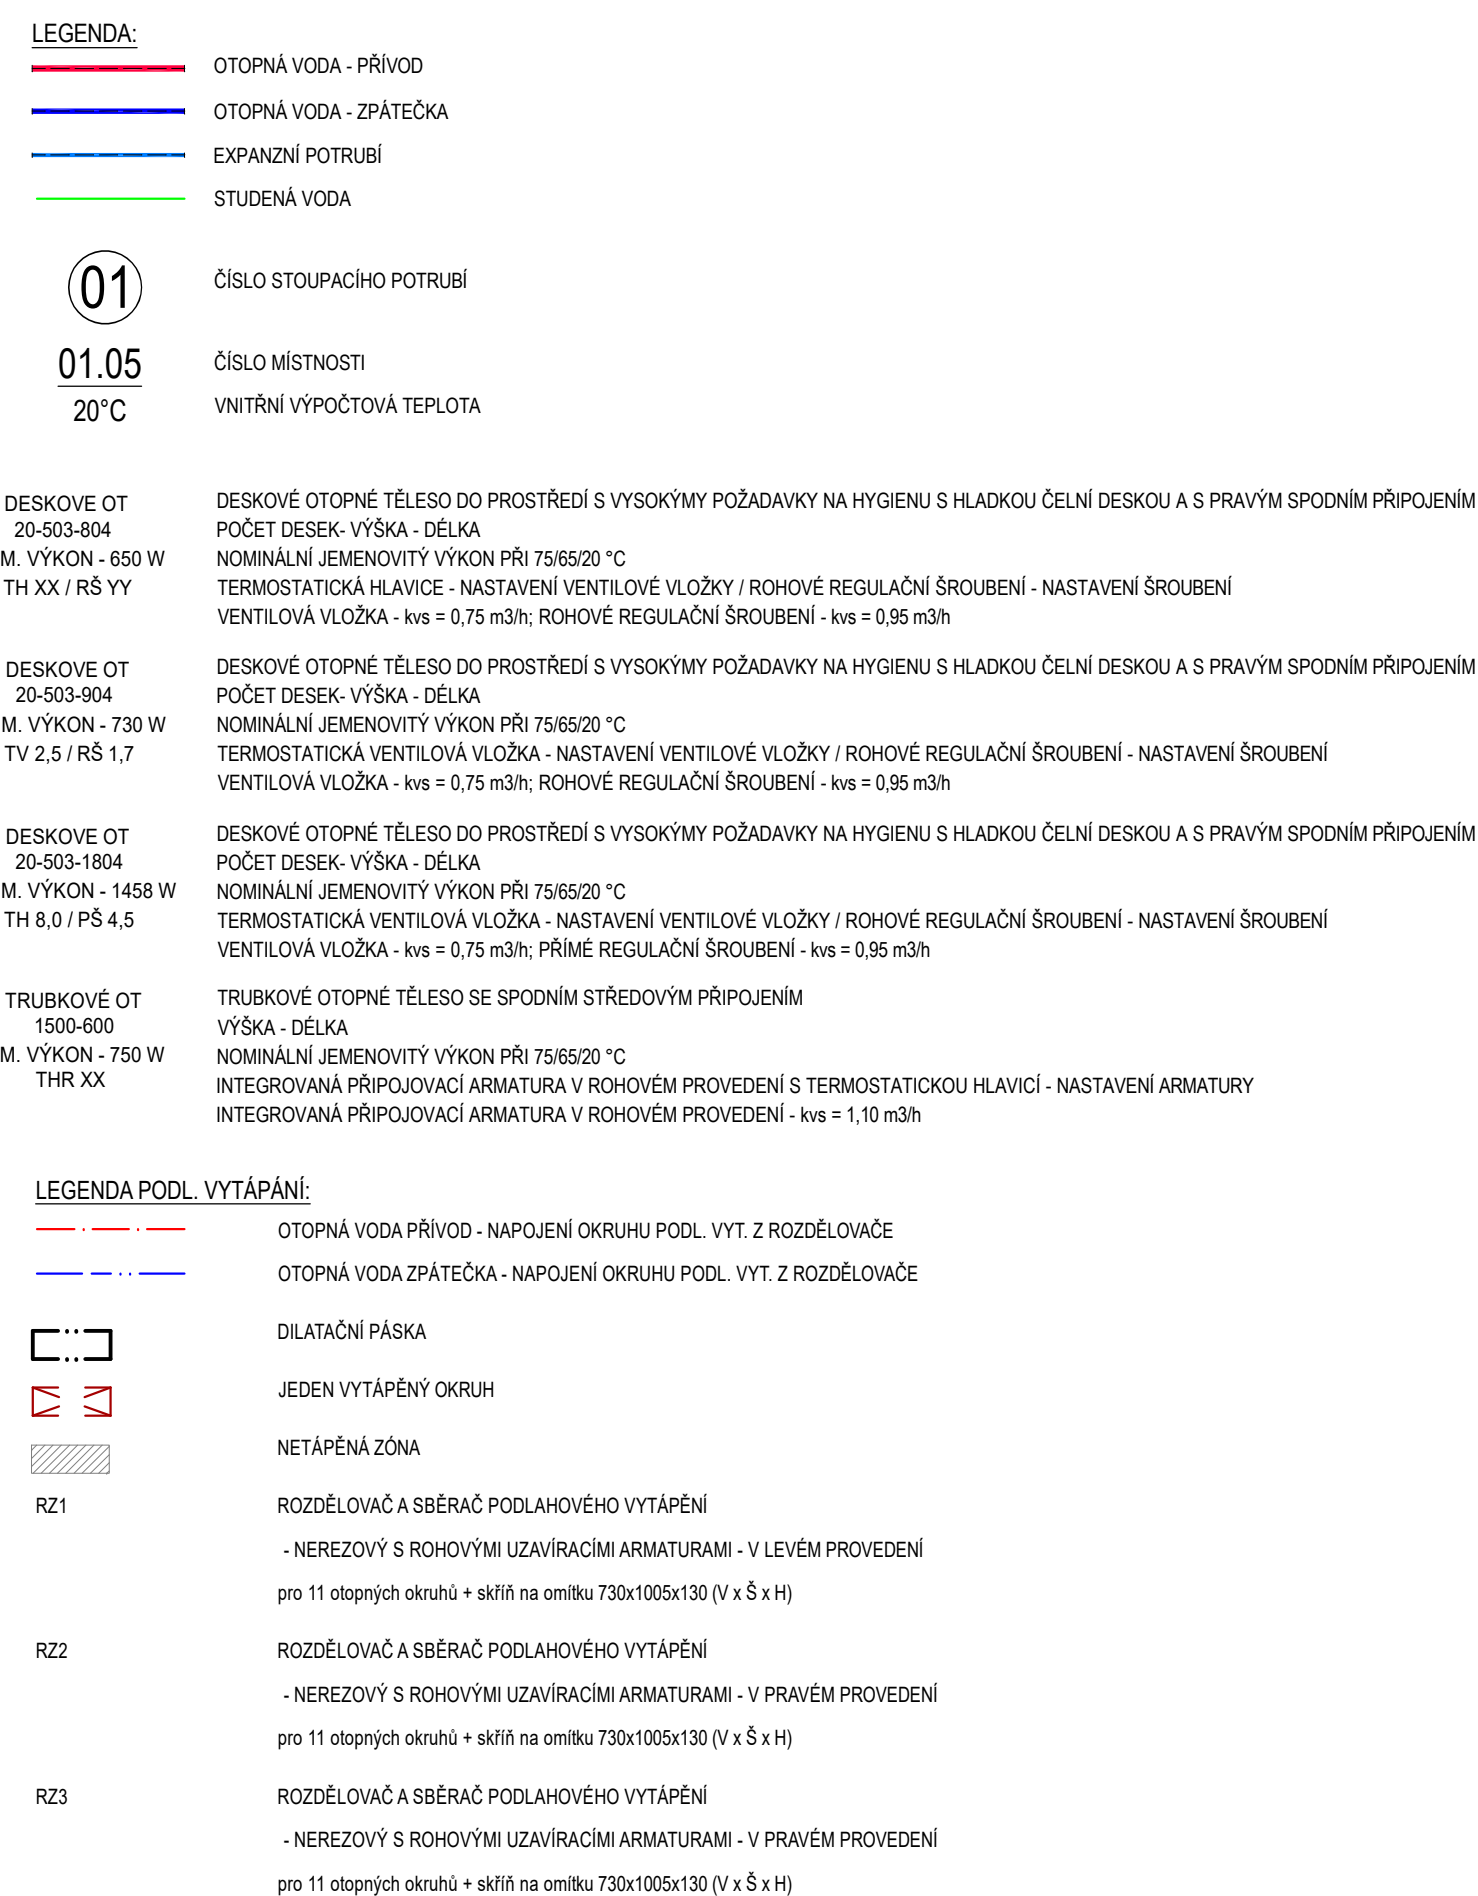 LEGENDA:
OTOPNÁ VODA - PŘÍVOD
OTOPNÁ VODA - ZPÁTEČKA
EXPANZNÍ POTRUBÍ
STUDENÁ VODA
01 ČÍSLO STOUPACÍHO POTRUBÍ
01.05 ČÍSLO MÍSTNOSTI
20°C VNITŘNÍ VÝPOČTOVÁ TEPLOTA
DESKOVE OT DESKOVÉ OTOPNÉ TĚLESO DO PROSTŘEDÍ S VYSOKÝMY POŽADAVKY NA HYGIENU S HLADKOU ČELNÍ DESKOU A S PRAVÝM SPODNÍM PŘIPOJENÍM
20-503-804 POČET DESEK- VÝŠKA - DÉLKA
M. VÝKON - 650 W NOMINÁLNÍ JEMENOVITÝ VÝKON PŘI 75/65/20 °C
TH XX / RŠ YY TERMOSTATICKÁ HLAVICE - NASTAVENÍ VENTILOVÉ VLOŽKY / ROHOVÉ REGULAČNÍ ŠROUBENÍ - NASTAVENÍ ŠROUBENÍ
VENTILOVÁ VLOŽKA - kvs = 0,75 m3/h; ROHOVÉ REGULAČNÍ ŠROUBENÍ - kvs = 0,95 m3/h
DESKOVE OT DESKOVÉ OTOPNÉ TĚLESO DO PROSTŘEDÍ S VYSOKÝMY POŽADAVKY NA HYGIENU S HLADKOU ČELNÍ DESKOU A S PRAVÝM SPODNÍM PŘIPOJENÍM
20-503-904 POČET DESEK- VÝŠKA - DÉLKA
M. VÝKON - 730 W NOMINÁLNÍ JEMENOVITÝ VÝKON PŘI 75/65/20 °C
TV 2,5 / RŠ 1,7 TERMOSTATICKÁ VENTILOVÁ VLOŽKA - NASTAVENÍ VENTILOVÉ VLOŽKY / ROHOVÉ REGULAČNÍ ŠROUBENÍ - NASTAVENÍ ŠROUBENÍ
VENTILOVÁ VLOŽKA - kvs = 0,75 m3/h; ROHOVÉ REGULAČNÍ ŠROUBENÍ - kvs = 0,95 m3/h
DESKOVE OT DESKOVÉ OTOPNÉ TĚLESO DO PROSTŘEDÍ S VYSOKÝMY POŽADAVKY NA HYGIENU S HLADKOU ČELNÍ DESKOU A S PRAVÝM SPODNÍM PŘIPOJENÍM
20-503-1804 POČET DESEK- VÝŠKA - DÉLKA
M. VÝKON - 1458 W NOMINÁLNÍ JEMENOVITÝ VÝKON PŘI 75/65/20 °C
TH 8,0 / PŠ 4,5 TERMOSTATICKÁ VENTILOVÁ VLOŽKA - NASTAVENÍ VENTILOVÉ VLOŽKY / ROHOVÉ REGULAČNÍ ŠROUBENÍ - NASTAVENÍ ŠROUBENÍ
VENTILOVÁ VLOŽKA - kvs = 0,75 m3/h; PŘÍMÉ REGULAČNÍ ŠROUBENÍ - kvs = 0,95 m3/h
TRUBKOVÉ OT TRUBKOVÉ OTOPNÉ TĚLESO SE SPODNÍM STŘEDOVÝM PŘIPOJENÍM
1500-600 VÝŠKA - DÉLKA
M. VÝKON - 750 W NOMINÁLNÍ JEMENOVITÝ VÝKON PŘI 75/65/20 °C
THR XX INTEGROVANÁ PŘIPOJOVACÍ ARMATURA V ROHOVÉM PROVEDENÍ S TERMOSTATICKOU HLAVICÍ - NASTAVENÍ ARMATURY
INTEGROVANÁ PŘIPOJOVACÍ ARMATURA V ROHOVÉM PROVEDENÍ - kvs = 1,10 m3/h
LEGENDA PODL. VYTÁPÁNÍ:
OTOPNÁ VODA PŘÍVOD - NAPOJENÍ OKRUHU PODL. VYT. Z ROZDĚLOVAČE
OTOPNÁ VODA ZPÁTEČKA - NAPOJENÍ OKRUHU PODL. VYT. Z ROZDĚLOVAČE
DILATAČNÍ PÁSKA
JEDEN VYTÁPĚNÝ OKRUH
NETÁPĚNÁ ZÓNA
RZ1 ROZDĚLOVAČ A SBĚRAČ PODLAHOVÉHO VYTÁPĚNÍ
- NEREZOVÝ S ROHOVÝMI UZAVÍRACÍMI ARMATURAMI - V LEVÉM PROVEDENÍ
pro 11 otopných okruhů + skříň na omítku 730x1005x130 (V x Š x H)
RZ2 ROZDĚLOVAČ A SBĚRAČ PODLAHOVÉHO VYTÁPĚNÍ
- NEREZOVÝ S ROHOVÝMI UZAVÍRACÍMI ARMATURAMI - V PRAVÉM PROVEDENÍ
pro 11 otopných okruhů + skříň na omítku 730x1005x130 (V x Š x H)
RZ3 ROZDĚLOVAČ A SBĚRAČ PODLAHOVÉHO VYTÁPĚNÍ
- NEREZOVÝ S ROHOVÝMI UZAVÍRACÍMI ARMATURAMI - V PRAVÉM PROVEDENÍ
pro 11 otopných okruhů + skříň na omítku 730x1005x130 (V x Š x H)